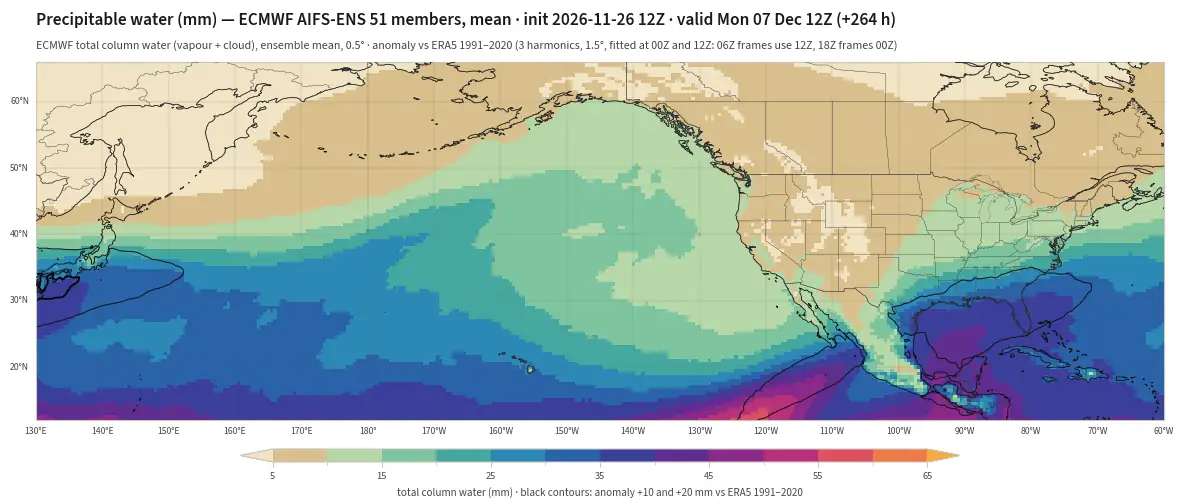 Precipitable water (mm) — ECMWF AIFS-ENS 51 members, mean · init 2026-11-26 12Z · valid Mon 07 Dec 12Z (+264 h)
ECMWF total column water (vapour + cloud), ensemble mean, 0.5° · anomaly vs ERA5 1991–2020 (3 harmonics, 1.5°, fitted at 00Z and 12Z: 06Z frames use 12Z, 18Z frames 00Z)
60°N
50°N
40°N
30°N
20°N
130°E 140°E 150°E 160°E 170°E 180° 170°W 160°W 150°W 140°W 130°W 120°W 110°W 100°W 90°W 80°W 70°W 60°W
5 15 25 35 45 55 65
total column water (mm) · black contours: anomaly +10 and +20 mm vs ERA5 1991–2020